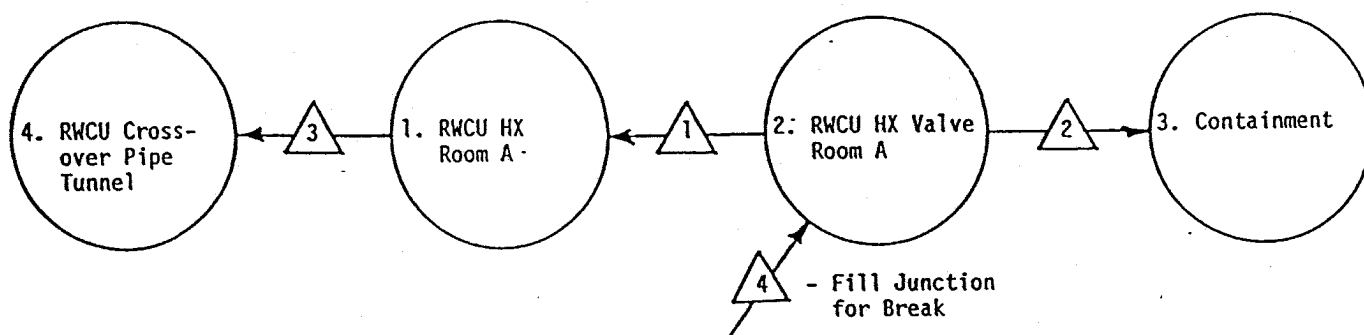 4. RWCU Cross-
over Pipe
Tunnel
3
1. RWCU HX
Room A
1
2. RWCU HX Valve
Room A
2
3. Containment
4
- Fill Junction
for Break